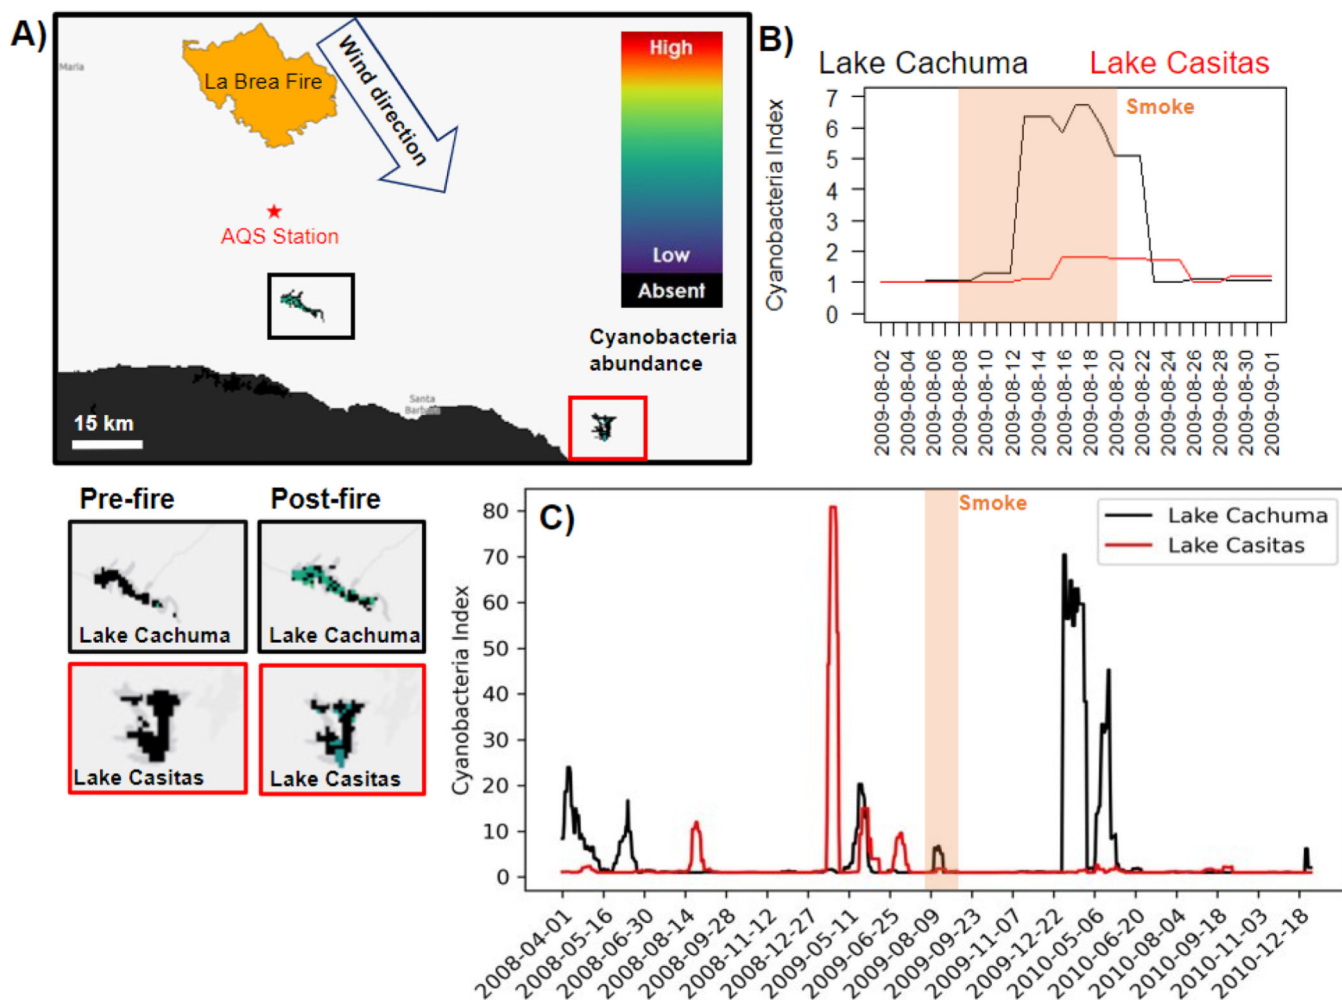 A)
Maria
La Brea Fire
Wind direction
AQS Station
High
Low
Absent
Cyanobacteria
abundance
Santa
Barbara
15 km
B)
Lake Cachuma
Lake Casitas
Smoke
Cyanobacteria Index
7
6
5
4
3
2
1
0
2009-08-02
2009-08-04
2009-08-06
2009-08-08
2009-08-10
2009-08-12
2009-08-14
2009-08-16
2009-08-18
2009-08-20
2009-08-22
2009-08-24
2009-08-26
2009-08-28
2009-08-30
2009-09-01
Pre-fire
Post-fire
Lake Cachuma
Lake Cachuma
Lake Casitas
Lake Casitas
C)
Smoke
Lake Cachuma
Lake Casitas
Cyanobacteria Index
80
70
60
50
40
30
20
10
0
2008-04-01
2008-05-16
2008-06-30
2008-08-14
2008-09-28
2008-11-12
2008-12-27
2009-05-11
2009-06-25
2009-08-09
2009-09-23
2009-11-07
2009-12-22
2010-05-06
2010-06-20
2010-08-04
2010-09-18
2010-11-03
2010-12-18